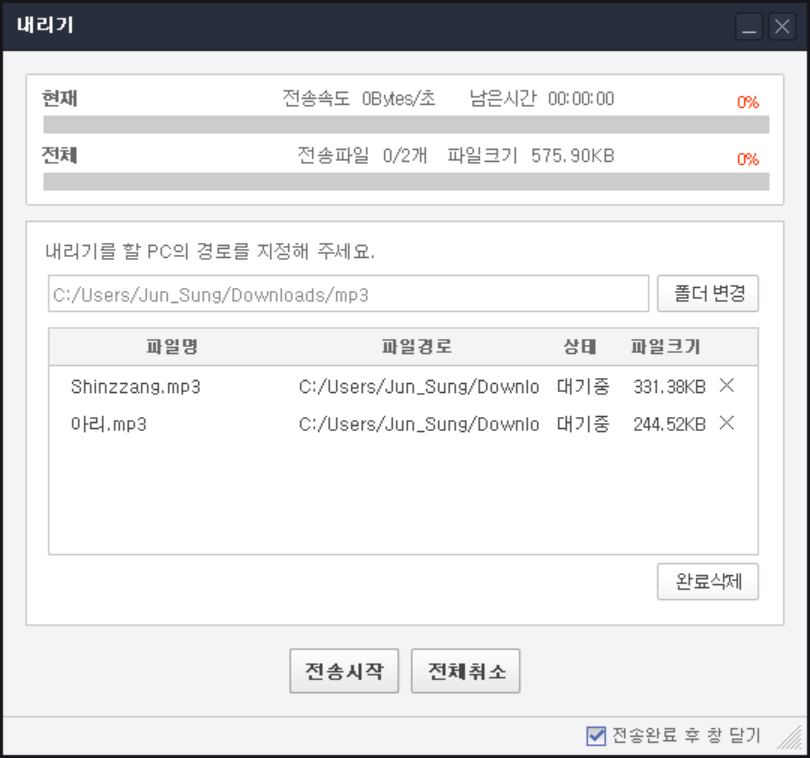 내리기
현재 전송속도 0Bytes/초 남은시간 00:00:00 0%
전체 전송파일 0/2개 파일크기 575.90KB 0%
내리기를 할 PC의 경로를 지정해 주세요.
C:/Users/Jun_Sung/Downloads/mp3 폴더 변경
파일명 파일경로 상태 파일크기
Shinzzang.mp3 C:/Users/Jun_Sung/Downlo 대기중 331.38KB
아리.mp3 C:/Users/Jun_Sung/Downlo 대기중 244.52KB
완료삭제
전송시작 전체취소
전송완료 후 창 닫기